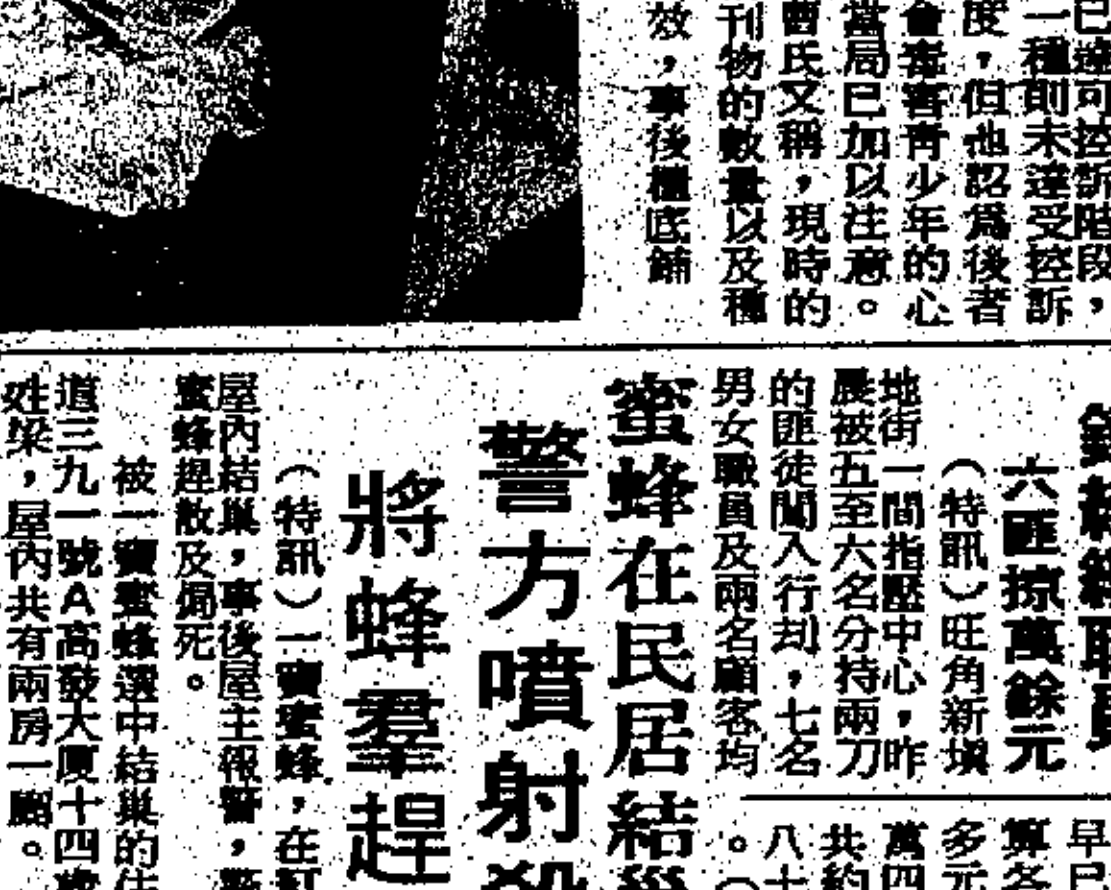 已達可控訴階段，
一種則未達受控訴
度，但他認為後者
會毒害青少年的心
當局已加以注意。
曹氏又稱，現時的
刊物的數量以及種
效，事後櫃底鋪
六匪掠萬餘元
（特訊）旺角新填
地街一間指壓中心，昨
晨被五至六名分持兩刀
的匪徒闖入行刦，七名
男女職員及兩名顧客均
早已
算各
多元
萬四
共約
八十
。（
蜜蜂在民居結
警方噴射
將蜂羣趕
（特訊）一竇蜜蜂，在
屋內結巢，事後屋主報警，
蜜蜂趕散及焗死。
被一竇蜜蜂選中結巢的住
道三九一號A高發大厦十四
姓梁，屋內共有兩房一廳。